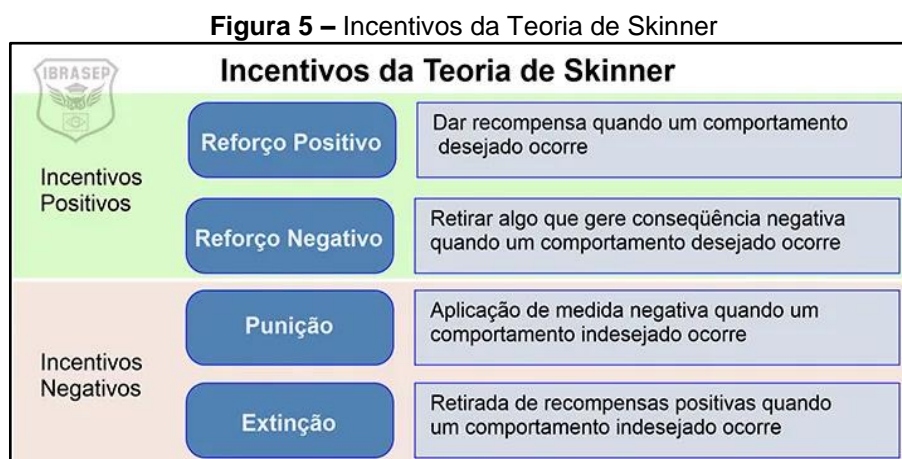 Figura 5 – Incentivos da Teoria de Skinner
IBRASEP
Incentivos da Teoria de Skinner
Incentivos
Positivos
Reforço Positivo
Dar recompensa quando um comportamento
desejado ocorre
Reforço Negativo
Retirar algo que gere conseqüência negativa
quando um comportamento desejado ocorre
Incentivos
Negativos
Punição
Aplicação de medida negativa quando um
comportamento indesejado ocorre
Extinção
Retirada de recompensas positivas quando
um comportamento indesejado ocorre